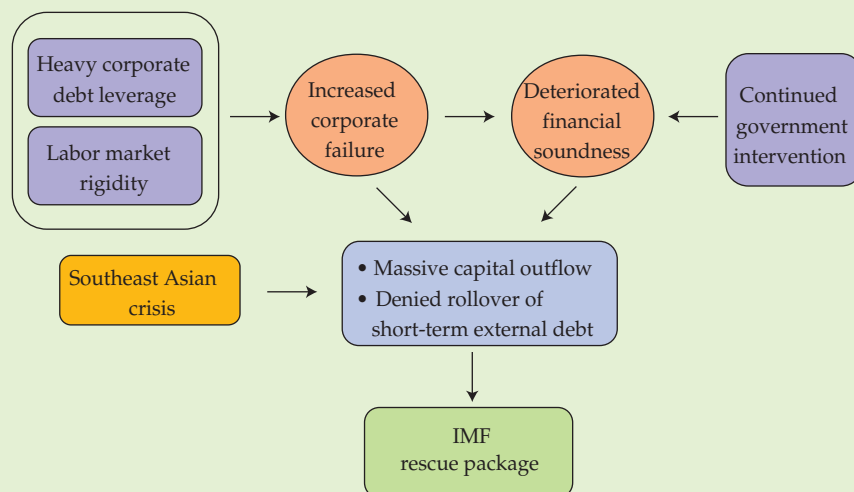 Heavy corporate
debt leverage
Labor market
rigidity
Increased
corporate
failure
Deteriorated
financial
soundness
Continued
government
intervention
Southeast Asian
crisis
• Massive capital outflow
• Denied rollover of
short-term external debt
IMF
rescue package